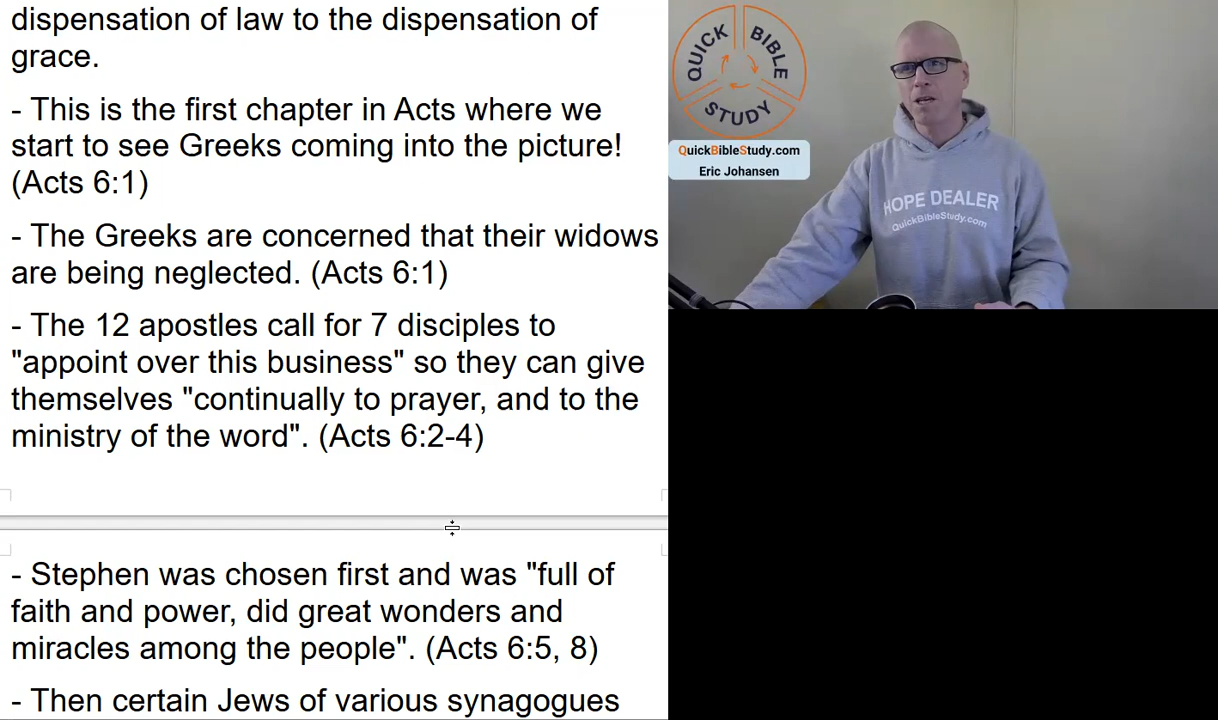 dispensation of law to the dispensation of
grace.
- This is the first chapter in Acts where we
start to see Greeks coming into the picture!
(Acts 6:1)
- The Greeks are concerned that their widows
are being neglected. (Acts 6:1)
- The 12 apostles call for 7 disciples to
"appoint over this business" so they can give
themselves "continually to prayer, and to the
ministry of the word". (Acts 6:2-4)
- Stephen was chosen first and was "full of
faith and power, did great wonders and
miracles among the people". (Acts 6:5, 8)
- Then certain Jews of various synagogues
QUICK BIBLE
STUDY
QuickBibleStudy.com
Eric Johansen
HOPE DEALER
QuickBibleStudy.com